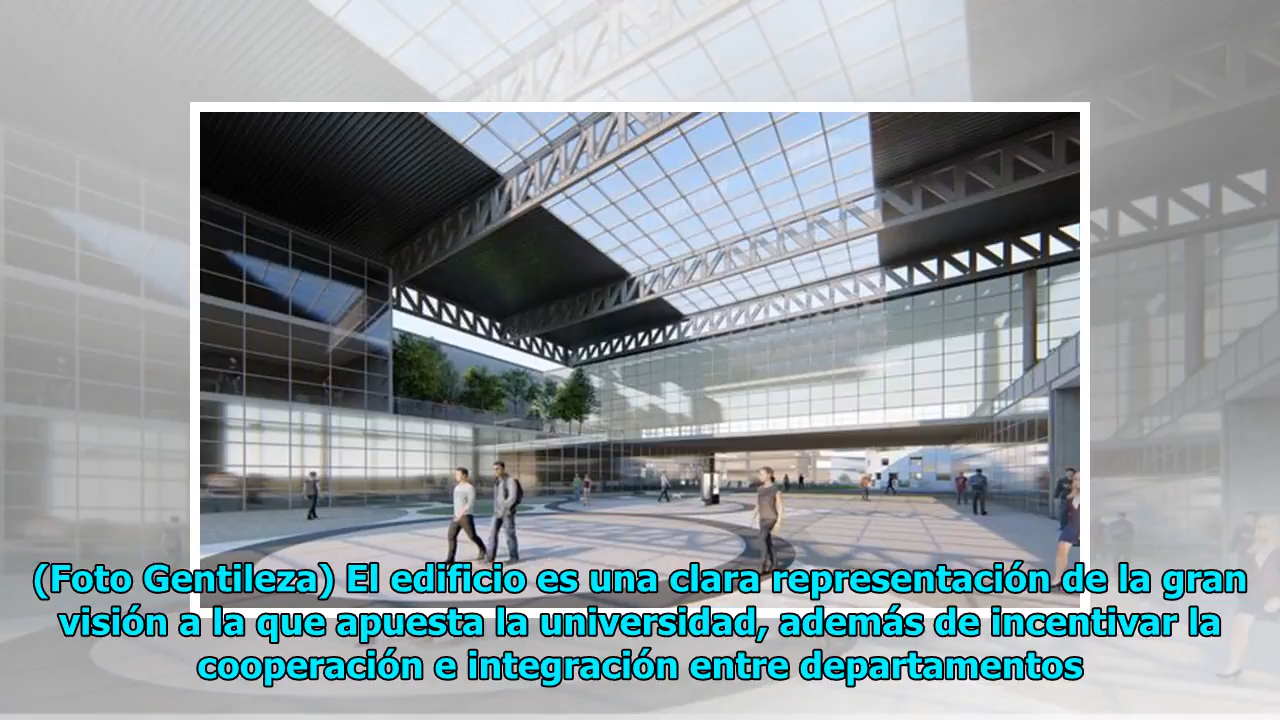 (Foto Gentileza) El edificio es una clara representación de la gran
visión a la que apuesta la universidad, además de incentivar la
cooperación e integración entre departamentos